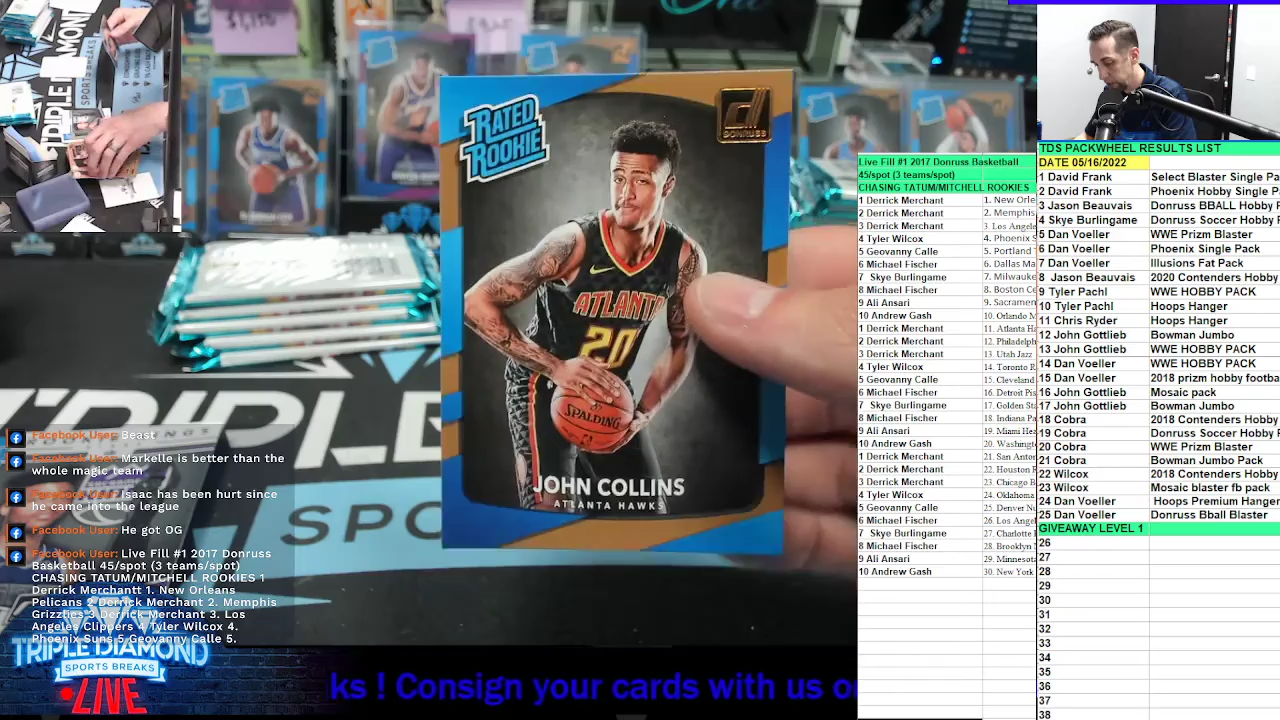 $1,150
TRIPLE DIAMOND
SPORTS BREAKS
RATED
ROOKIE
DONRUSS
ATLANTA
20
SPALDING
JOHN COLLINS
ATLANTA HAWKS
TRIPLE
SPO
Facebook User: Beast
Facebook User: Markelle is better than the
whole magic team
Facebook User: Isaac has been hurt since
he came into the league
Facebook User: He got OG
Facebook User: Live Fill #1 2017 Donruss
Basketball 45/spot (3 teams/spot)
CHASING TATUM/MITCHELL ROOKIES 1
Derrick Merchantt 1. New Orleans
Pelicans 2 Derrick Merchant 2. Memphis
Grizzlies 3 Derrick Merchant 3. Los
Angeles Clippers 4 Tyler Wilcox 4.
Phoenix Suns 5 Geovanny Calle 5.
TRIPLE DIAMOND
SPORTS BREAKS
LIVE
ks ! Consign your cards with us o
Live Fill #1 2017 Donruss Basketball
45/spot (3 teams/spot)
CHASING TATUM/MITCHELL ROOKIES
1 Derrick Merchant 1. New Orle
2 Derrick Merchant 2. Memphis
3 Derrick Merchant 3. Los Angele
4 Tyler Wilcox 4. Phoenix S
5 Geovanny Calle 5. Portland
6 Michael Fischer 6. Dallas Ma
7 Skye Burlingame 7. Milwauke
8 Michael Fischer 8. Boston Ce
9 Ali Ansari 9. Sacramen
10 Andrew Gash 10. Orlando M
1 Derrick Merchant 11. Atlanta Ha
2 Derrick Merchant 12. Philadelph
3 Derrick Merchant 13. Utah Jazz
4 Tyler Wilcox 14. Toronto R
5 Geovanny Calle 15. Cleveland
6 Michael Fischer 16. Detroit Pis
7 Skye Burlingame 17. Golden Sta
8 Michael Fischer 18. Indiana Pa
9 Ali Ansari 19. Miami Hea
10 Andrew Gash 20. Washingt
1 Derrick Merchant 21. San Anton
2 Derrick Merchant 22. Houston R
3 Derrick Merchant 23. Chicago B
4 Tyler Wilcox 24. Oklahoma
5 Geovanny Calle 25. Denver Nu
6 Michael Fischer 26. Los Angel
7 Skye Burlingame 27. Charlotte
8 Michael Fischer 28. Brooklyn
9 Ali Ansari 29. Minnesota
10 Andrew Gash 30. New York
TDS PACKWHEEL RESULTS LIST
DATE 05/16/2022
1 David Frank Select Blaster Single Pa
2 David Frank Phoenix Hobby Single P
3 Jason Beauvais Donruss BBALL Hobby
4 Skye Burlingame Donruss Soccer Hobby
5 Dan Voeller WWE Prizm Blaster
6 Dan Voeller Phoenix Single Pack
7 Dan Voeller Illusions Fat Pack
8 Jason Beauvais 2020 Contenders Hobby
9 Tyler Pachl WWE HOBBY PACK
10 Tyler Pachl Hoops Hanger
11 Chris Ryder Hoops Hanger
12 John Gottlieb Bowman Jumbo
13 John Gottlieb WWE HOBBY PACK
14 Dan Voeller WWE HOBBY PACK
15 Dan Voeller 2018 prizm hobby footba
16 John Gottlieb Mosaic pack
17 John Gottlieb Bowman Jumbo
18 Cobra 2018 Contenders Hobby
19 Cobra Donruss Soccer Hobby
20 Cobra WWE Prizm Blaster
21 Cobra Bowman Jumbo Pack
22 Wilcox 2018 Contenders Hobby
23 Wilcox Mosaic blaster fb pack
24 Dan Voeller Hoops Premium Hange
25 Dan Voeller Donruss Bball Blaster
GIVEAWAY LEVEL 1
26
27
28
29
30
31
32
33
34
35
36
37
38